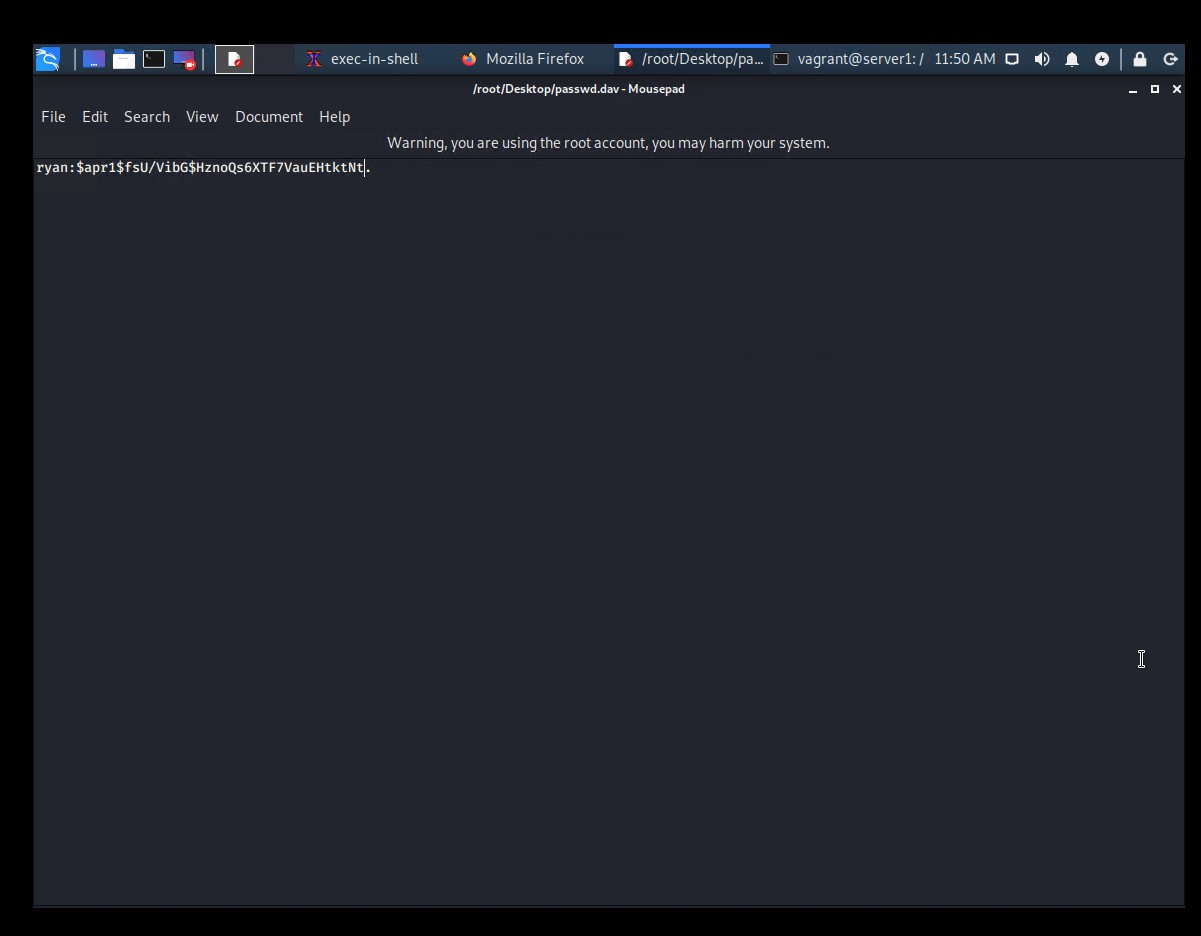 exec-in-shell Mozilla Firefox /root/Desktop/pa... vagrant@server1: / 11:50 AM
/root/Desktop/passwd.dav - Mousepad
File Edit Search View Document Help
Warning, you are using the root account, you may harm your system.
ryan:$apr1$fsU/VibG$HznoQs6XTF7VauEHtktNt.